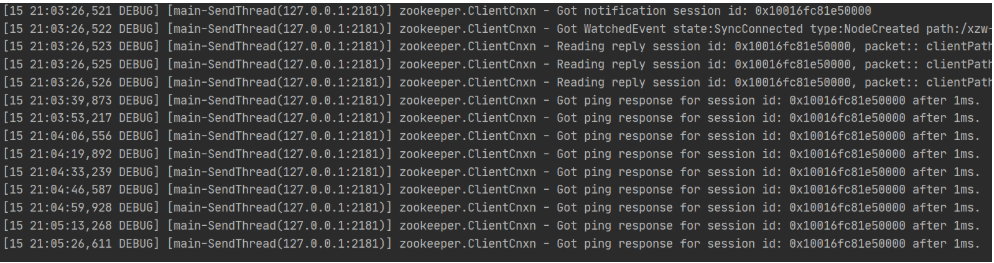 [15 21:03:26,521 DEBUG] [main-SendThread(127.0.0.1:2181)] zookeeper.ClientCnxn - Got notification session id: 0x10016fc81e50000
[15 21:03:26,522 DEBUG] [main-SendThread(127.0.0.1:2181)] zookeeper.ClientCnxn - Got WatchedEvent state:SyncConnected type:NodeCreated path:/xzw-
[15 21:03:26,523 DEBUG] [main-SendThread(127.0.0.1:2181)] zookeeper.ClientCnxn - Reading reply session id: 0x10016fc81e50000, packet:: clientPath
[15 21:03:26,525 DEBUG] [main-SendThread(127.0.0.1:2181)] zookeeper.ClientCnxn - Reading reply session id: 0x10016fc81e50000, packet:: clientPath
[15 21:03:26,526 DEBUG] [main-SendThread(127.0.0.1:2181)] zookeeper.ClientCnxn - Reading reply session id: 0x10016fc81e50000, packet:: clientPath
[15 21:03:39,873 DEBUG] [main-SendThread(127.0.0.1:2181)] zookeeper.ClientCnxn - Got ping response for session id: 0x10016fc81e50000 after 1ms.
[15 21:03:53,217 DEBUG] [main-SendThread(127.0.0.1:2181)] zookeeper.ClientCnxn - Got ping response for session id: 0x10016fc81e50000 after 1ms.
[15 21:04:06,556 DEBUG] [main-SendThread(127.0.0.1:2181)] zookeeper.ClientCnxn - Got ping response for session id: 0x10016fc81e50000 after 1ms.
[15 21:04:19,892 DEBUG] [main-SendThread(127.0.0.1:2181)] zookeeper.ClientCnxn - Got ping response for session id: 0x10016fc81e50000 after 1ms.
[15 21:04:33,239 DEBUG] [main-SendThread(127.0.0.1:2181)] zookeeper.ClientCnxn - Got ping response for session id: 0x10016fc81e50000 after 1ms.
[15 21:04:46,587 DEBUG] [main-SendThread(127.0.0.1:2181)] zookeeper.ClientCnxn - Got ping response for session id: 0x10016fc81e50000 after 1ms.
[15 21:04:59,928 DEBUG] [main-SendThread(127.0.0.1:2181)] zookeeper.ClientCnxn - Got ping response for session id: 0x10016fc81e50000 after 1ms.
[15 21:05:13,268 DEBUG] [main-SendThread(127.0.0.1:2181)] zookeeper.ClientCnxn - Got ping response for session id: 0x10016fc81e50000 after 1ms.
[15 21:05:26,611 DEBUG] [main-SendThread(127.0.0.1:2181)] zookeeper.ClientCnxn - Got ping response for session id: 0x10016fc81e50000 after 1ms.